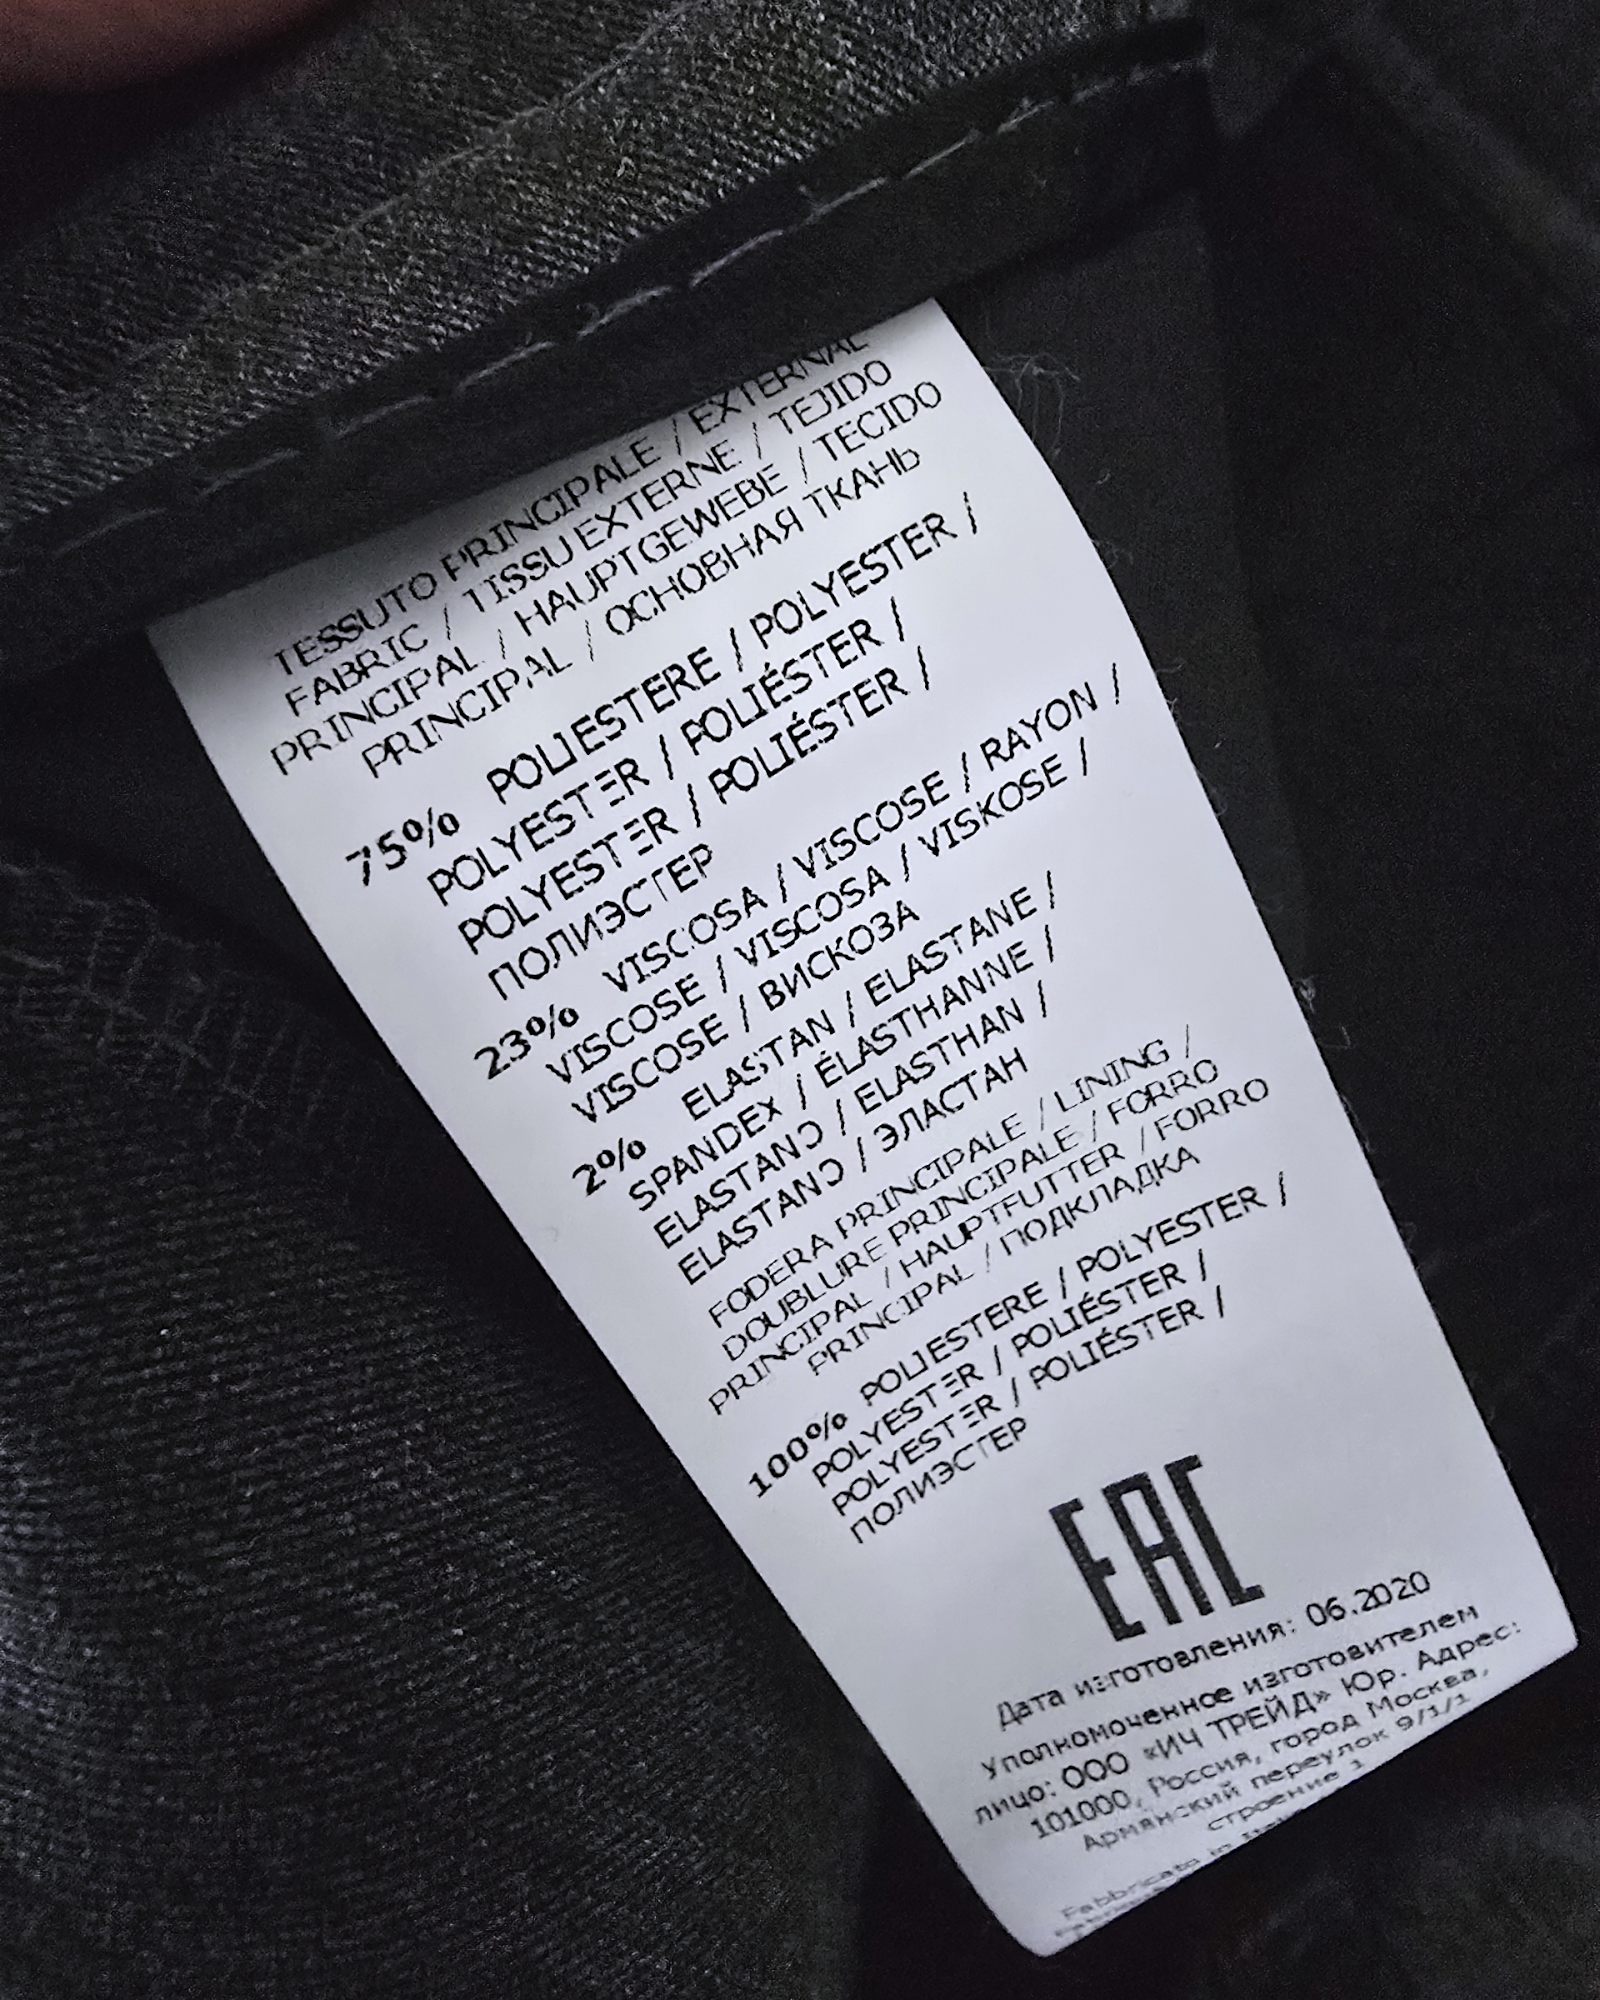 TESSUTO PRINCIPALE / EXTERNAL
FABRIC / TISSU EXTERNE / TEJIDO
PRINCIPAL / HAUPTGEWEBE / TECIDO
PRINCIPAL / ОСНОВНАЯ ТКАНЬ
75% POLIESTERE / POLYESTER /
POLYESTER / POLIÉSTER /
POLYESTER / POLIÉSTER /
ПОЛИЭСТЕР
23% VISCOSA / VISCOSE / RAYON /
VISCOSE / VISCOSA / VISKOSE /
VISCOSE / ВИСКОЗА
2% ELASTAN / ELASTANE /
SPANDEX / ÉLASTHANNE /
ELASTANO / ELASTHAN /
ELASTANO / ЭЛАСТАН
FODERA PRINCIPALE / LINING /
DOUBLURE PRINCIPALE / FORRO
PRINCIPAL / HAUPTFUTTER / FORRO
PRINCIPAL / ПОДКЛАДКА
100% POLIESTERE / POLYESTER /
POLYESTER / POLIÉSTER /
POLYESTER / POLIÉSTER /
ПОЛИЭСТЕР
EAC
Дата изготовления: 06.2020
Уполномоченное изготовителем
лицо: ООО «ИЧ ТРЕЙД» Юр. Адрес:
101000, Россия, город Москва,
Армянский переулок 9/1/1
строение 1
Fabbricato in